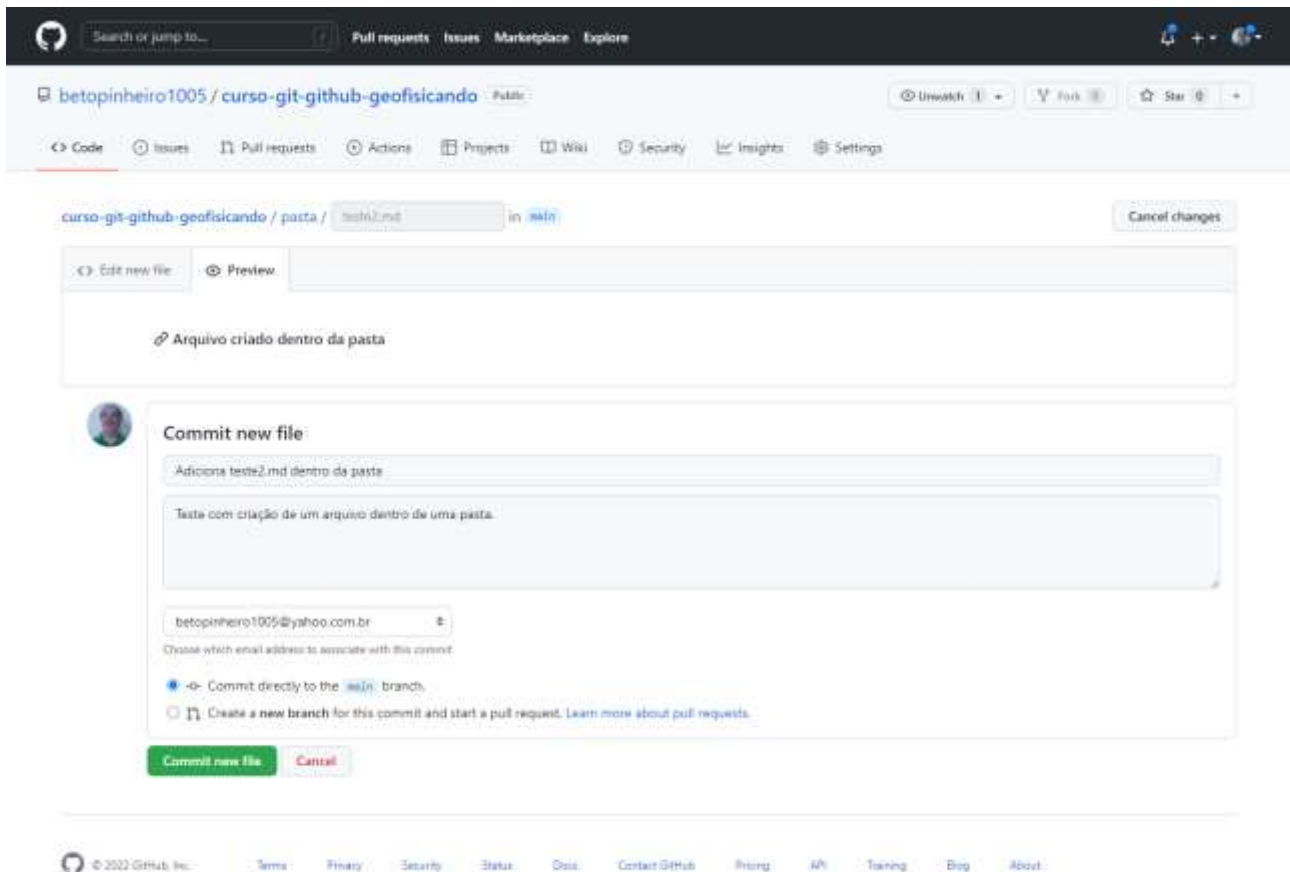 Search or jump to... /
Pull requests Issues Marketplace Explore
betopinheiro1005 / curso-git-github-geofisicando Public
Unwatch 1 Fork 0 Star 0
Code Issues Pull requests Actions Projects Wiki Security Insights Settings
curso-git-github-geofisicando / pasta / teste2.md in main
Cancel changes
Edit new file Preview
Arquivo criado dentro da pasta
Commit new file
Adiciona teste2.md dentro da pasta
Teste com criação de um arquivo dentro de uma pasta.
betopinheiro1005@yahoo.com.br
Choose which email address to associate with this commit
Commit directly to the main branch.
Create a new branch for this commit and start a pull request. Learn more about pull requests.
Commit new file Cancel
© 2022 GitHub, Inc. Terms Privacy Security Status Docs Contact GitHub Pricing API Training Blog About